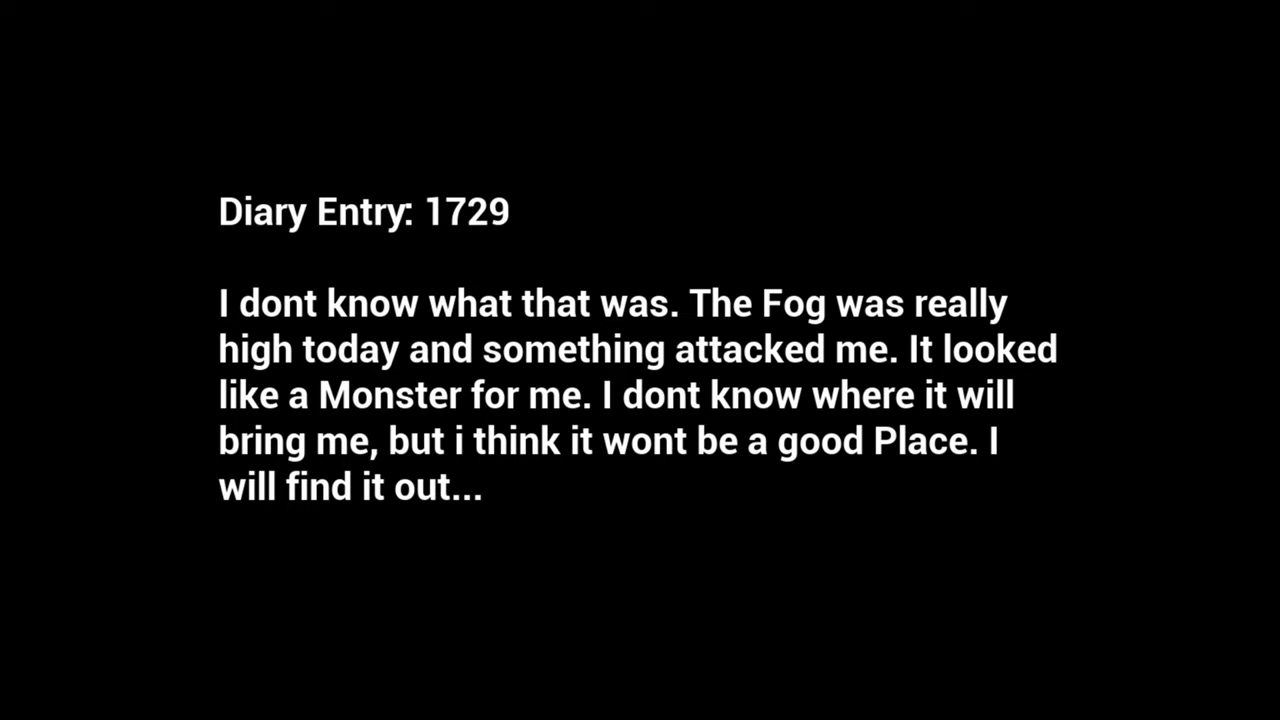 Diary Entry: 1729
I dont know what that was. The Fog was really
high today and something attacked me. It looked
like a Monster for me. I dont know where it will
bring me, but i think it wont be a good Place. I
will find it out...